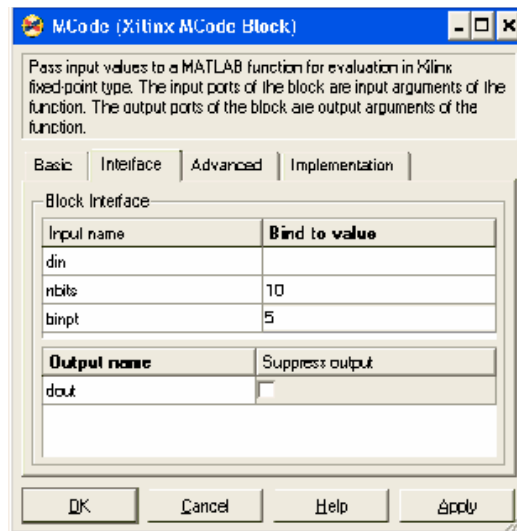 MCode (Xilinx MCode Block)
Pass input values to a MATLAB function for evaluation in Xilinx
fixed-point type. The input ports of the block are input arguments of the
function. The output ports of the block are output arguments of the
function.
Basic Interface Advanced Implementation
Block Interface
Input name Bind to value
din
nbits 10
binpt 5
Output name Suppress output
dout
OK Cancel Help Apply